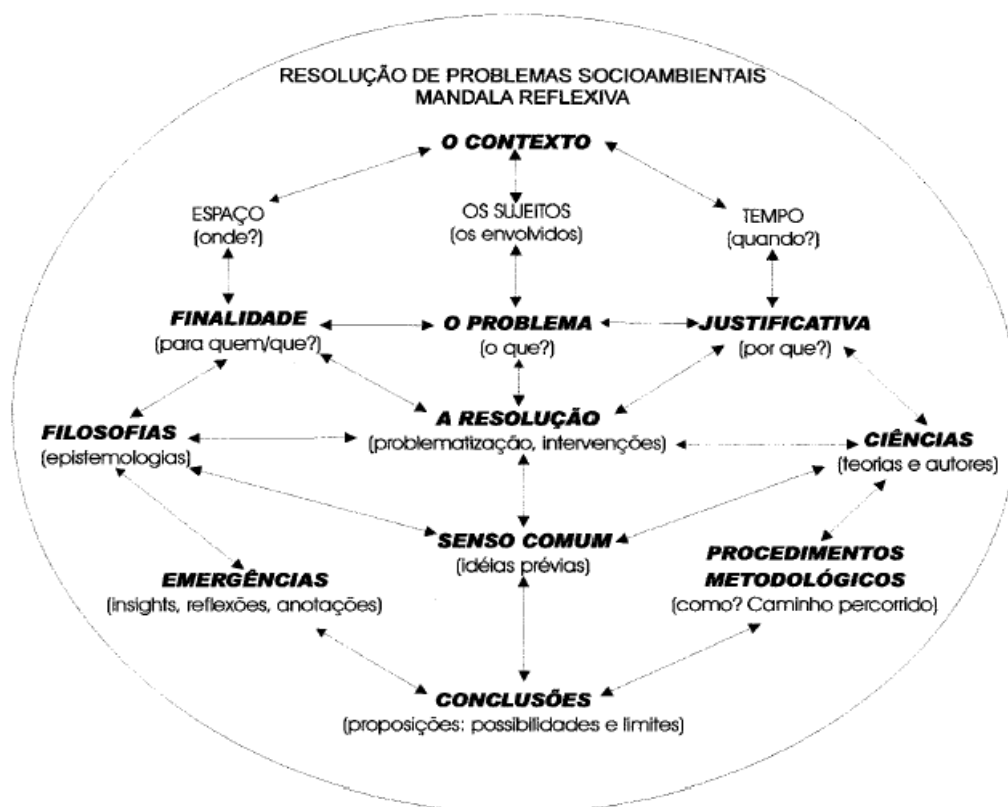 RESOLUÇÃO DE PROBLEMAS SOCIOAMBIENTAIS
MANDALA REFLEXIVA
O CONTEXTO
ESPAÇO
(onde?)
OS SUJEITOS
(os envolvidos)
TEMPO
(quando?)
FINALIDADE
(para quem/que?)
O PROBLEMA
(o que?)
JUSTIFICATIVA
(por que?)
FILOSOFIAS
(epistemologias)
A RESOLUÇÃO
(problematização, intervenções)
CIÊNCIAS
(teorias e autores)
EMERGÊNCIAS
(insights, reflexões, anotações)
SENSO COMUM
(idéias prévias)
PROCEDIMENTOS
METODOLÓGICOS
(como? Caminho percorrido)
CONCLUSÕES
(proposições: possibilidades e limites)